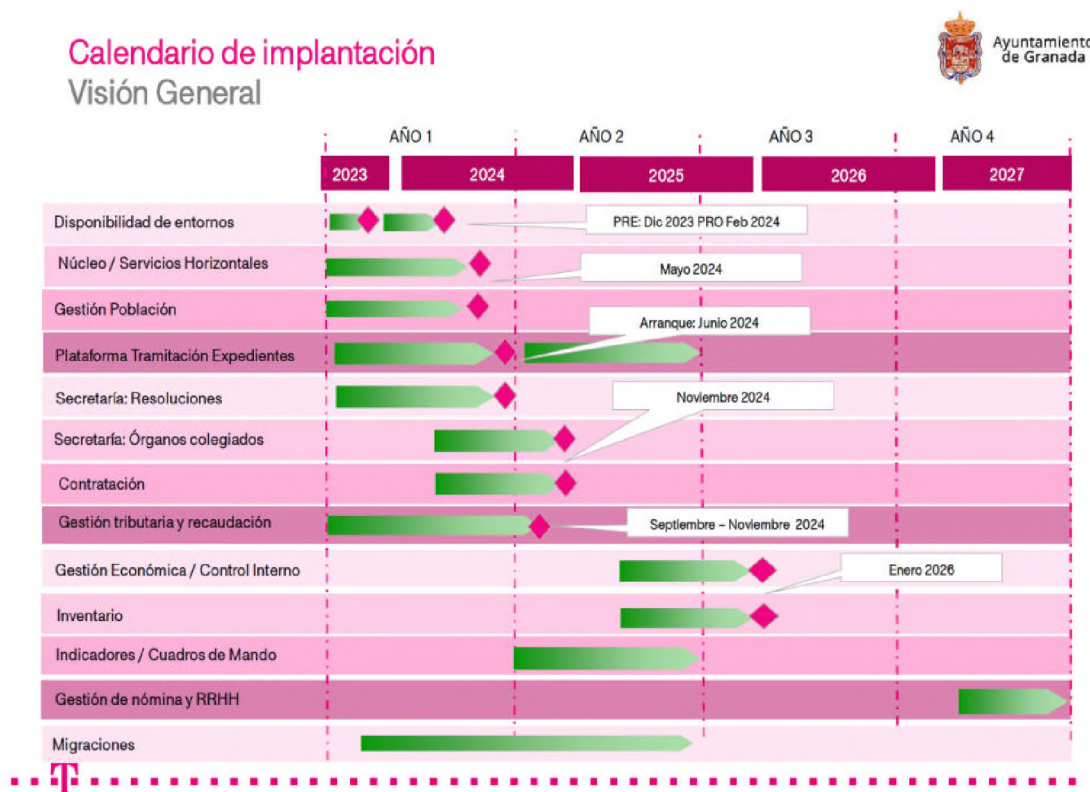 Calendario de implantación
Visión General
Ayuntamiento
de Granada
AÑO 1
AÑO 2
AÑO 3
AÑO 4
2023
2024
2025
2026
2027
Disponibilidad de entornos
PRE: Dic 2023 PRO Feb 2024
Núcleo / Servicios Horizontales
Mayo 2024
Gestión Población
Arranque: Junio 2024
Plataforma Tramitación Expedientes
Secretaría: Resoluciones
Noviembre 2024
Secretaría: Órganos colegiados
Contratación
Gestión tributaria y recaudación
Septiembre – Noviembre 2024
Gestión Económica / Control Interno
Enero 2026
Inventario
Indicadores / Cuadros de Mando
Gestión de nómina y RRHH
Migraciones
T